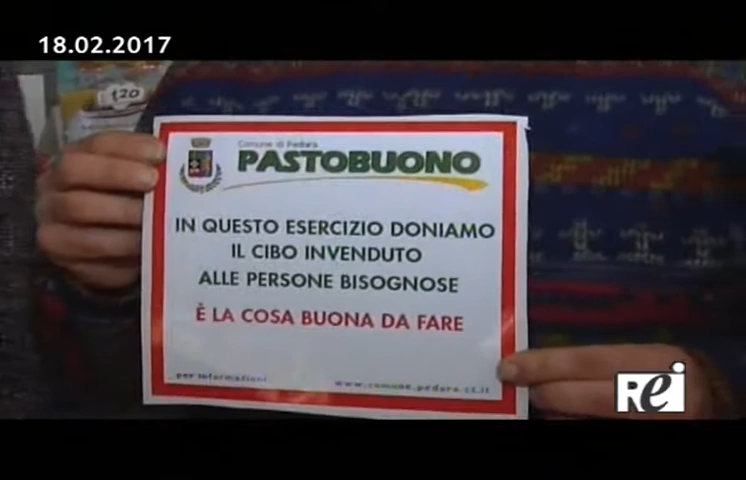 18.02.2017
120
Comune di Pedara
PASTOBUONO
IN QUESTO ESERCIZIO DONIAMO
IL CIBO INVENDUTO
ALLE PERSONE BISOGNOSE
È LA COSA BUONA DA FARE
per informazioni
www.comune.pedara.ct.it
Rei